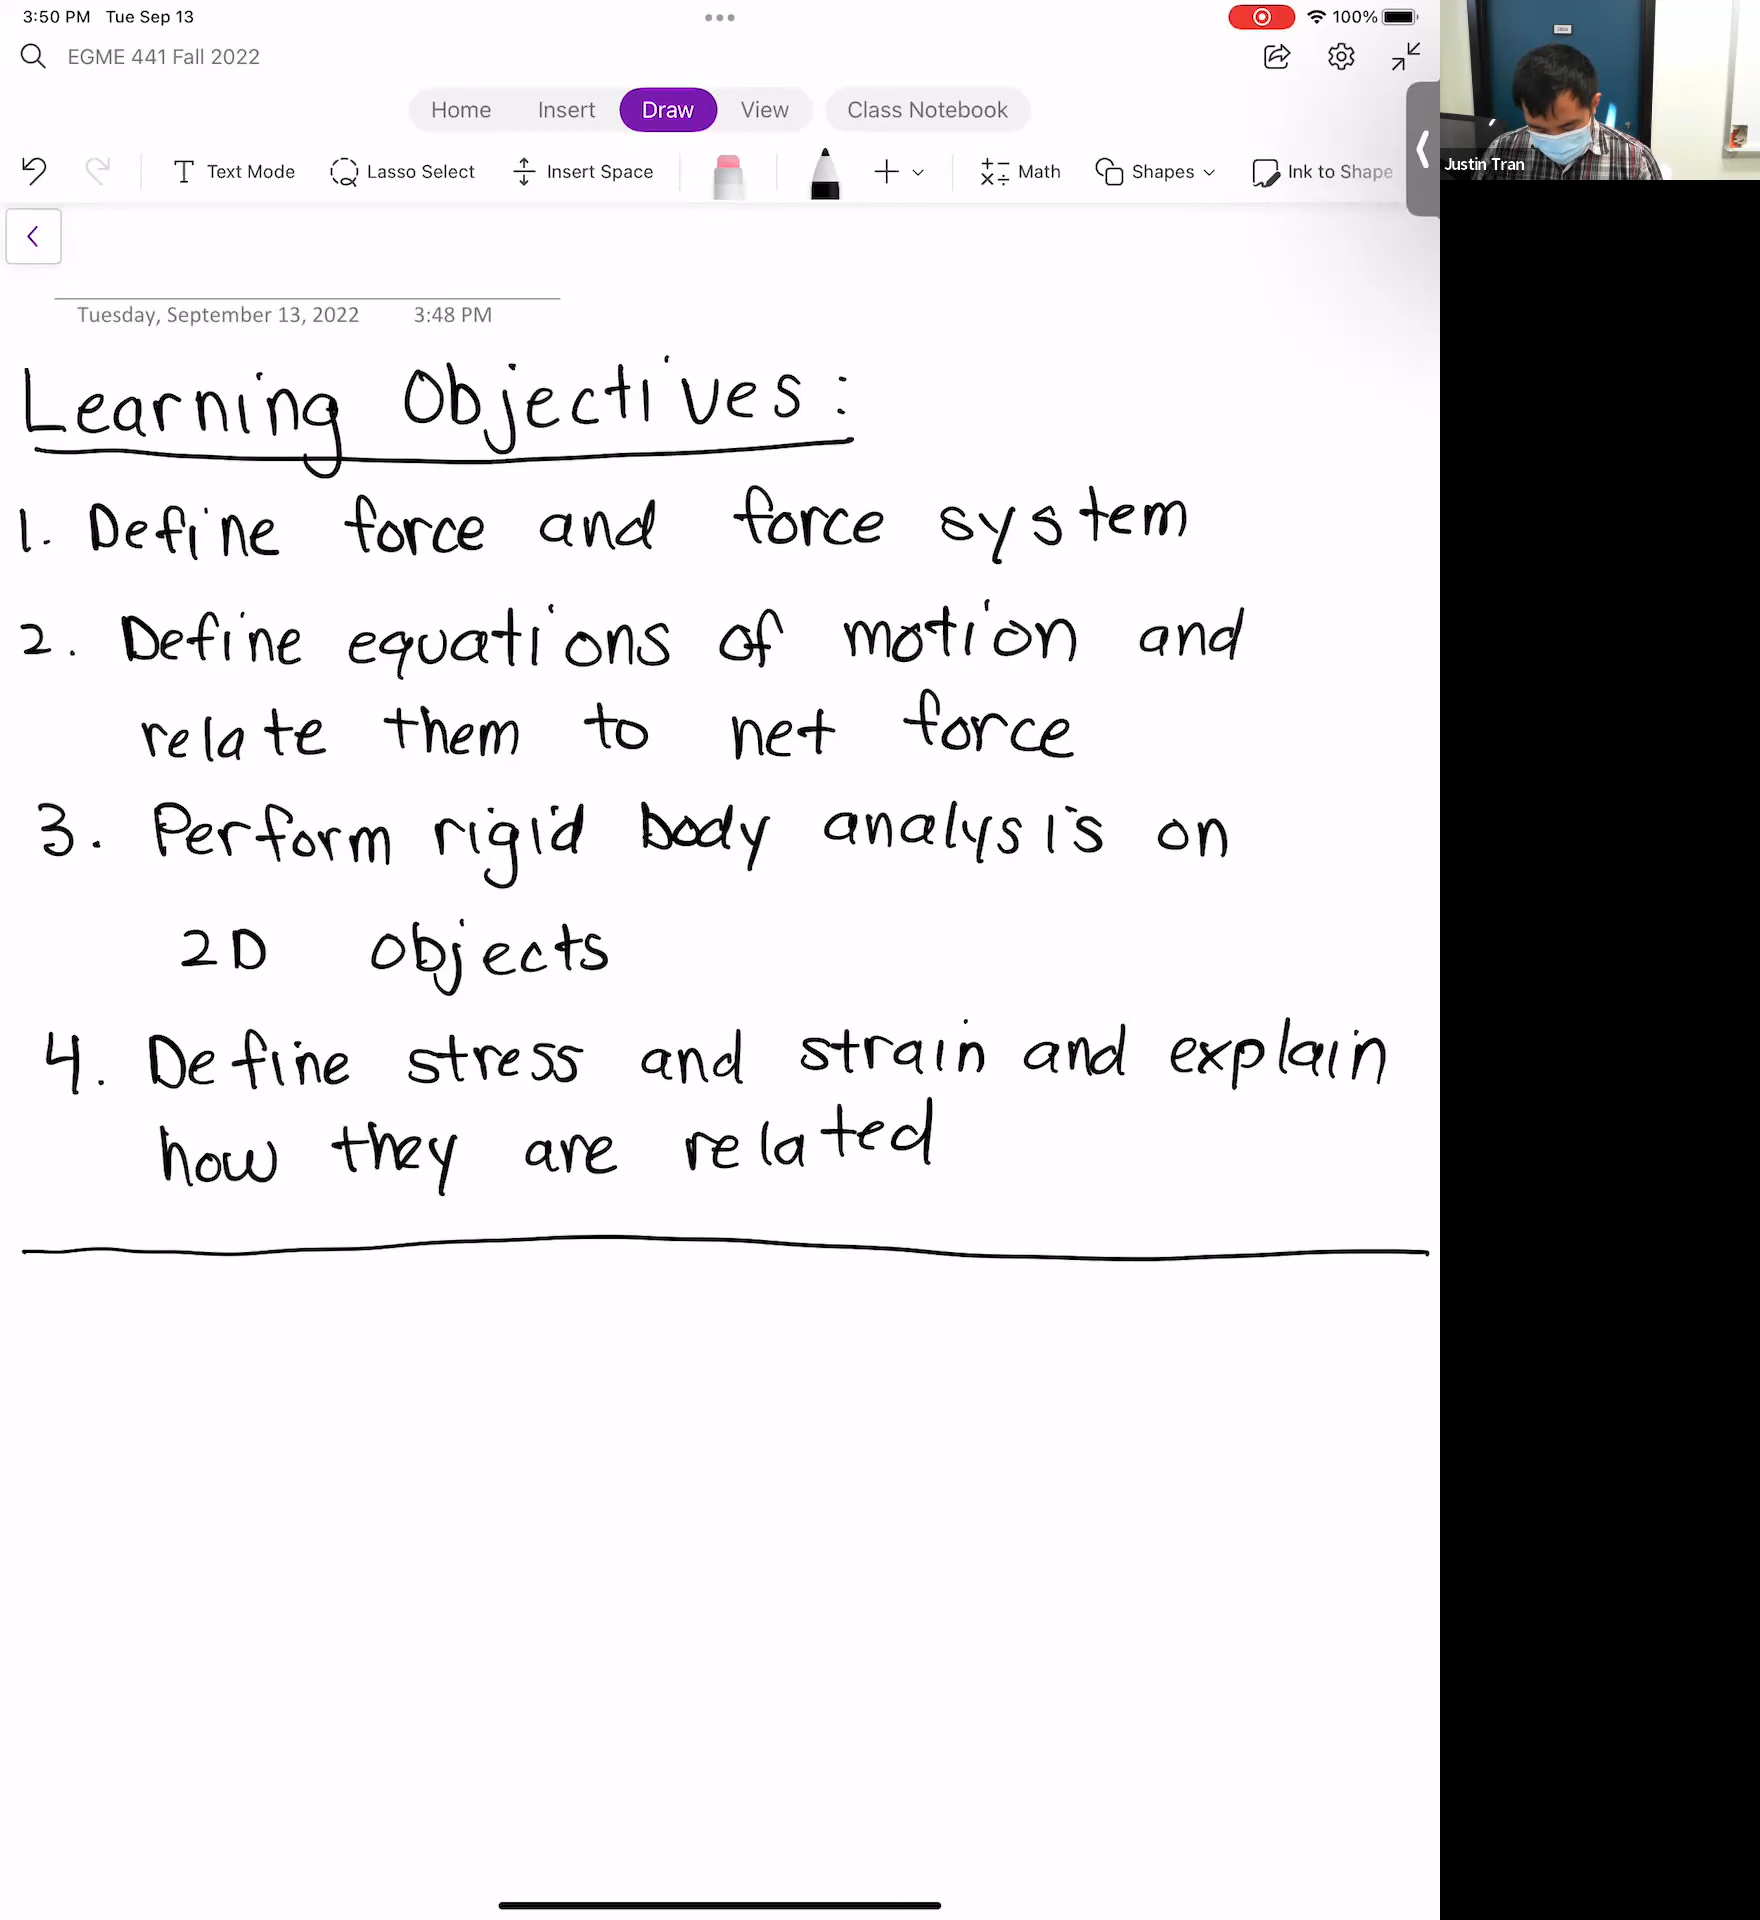 3:50 PM Tue Sep 13
100%
EGME 441 Fall 2022
Home Insert Draw View Class Notebook
Text Mode Lasso Select Insert Space Math Shapes Ink to Shape
Justin Tran
Tuesday, September 13, 2022 3:48 PM
Learning Objectives:
1. Define force and force system
2. Define equations of motion and
relate them to net force
3. Perform rigid body analysis on
2D objects
4. Define stress and strain and explain
how they are related